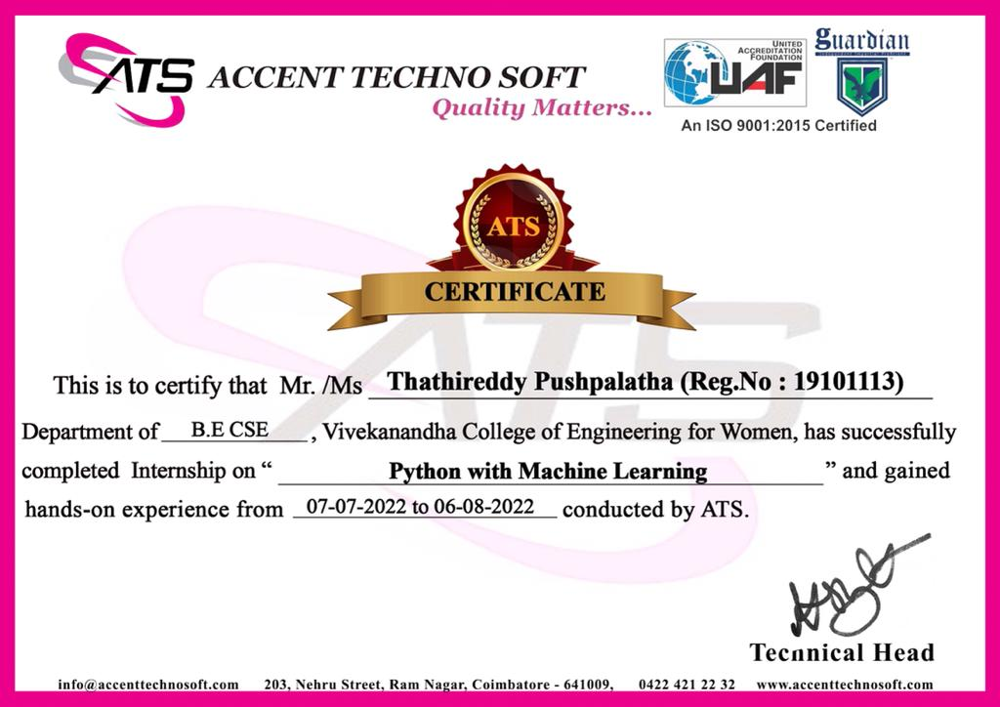 ATS ACCENT TECHNO SOFT
Quality Matters...
UNITED
ACCREDITATION
FOUNDATION
UAF
Guardian
An ISO 9001:2015 Certified
ATS
CERTIFICATE
ATS
This is to certify that Mr. /Ms Thathireddy Pushpalatha (Reg.No : 19101113)
Department of B.E CSE , Vivekanandha College of Engineering for Women, has successfully
completed Internship on “ Python with Machine Learning ” and gained
hands-on experience from 07-07-2022 to 06-08-2022 conducted by ATS.
Technical Head
info@accenttechnosoft.com 203, Nehru Street, Ram Nagar, Coimbatore - 641009, 0422 421 22 32 www.accenttechnosoft.com